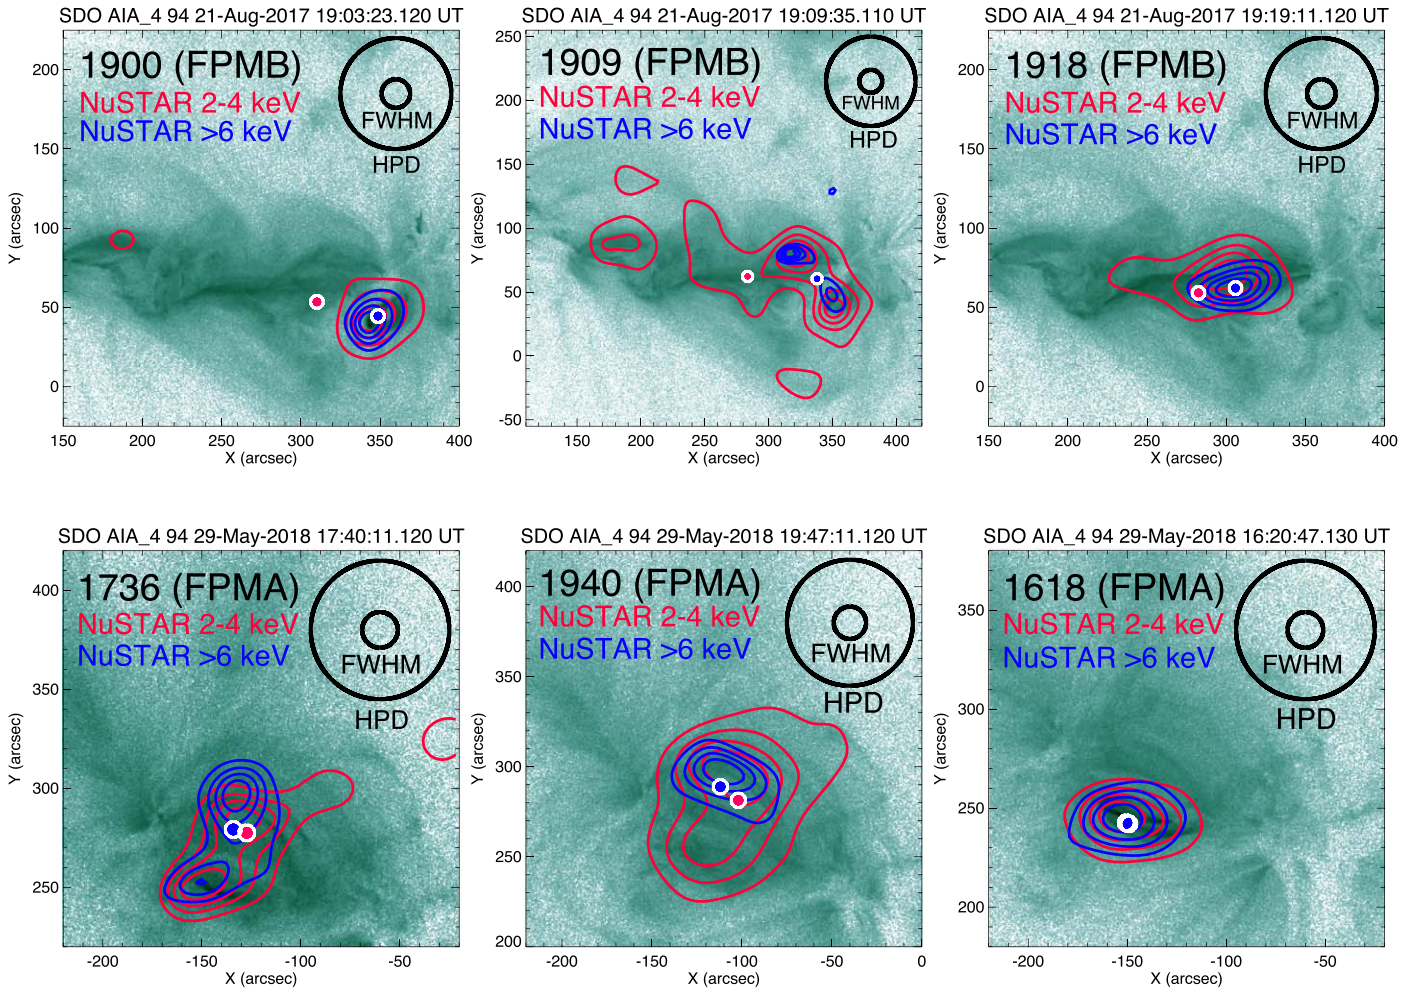 SDO AIA_4 94 21-Aug-2017 19:03:23.120 UT
1900 (FPMB)
NuSTAR 2-4 keV
NuSTAR >6 keV
FWHM
HPD
Y (arcsec)
200
150
100
50
0
150 200 250 300 350 400
X (arcsec)
SDO AIA_4 94 21-Aug-2017 19:09:35.110 UT
1909 (FPMB)
NuSTAR 2-4 keV
NuSTAR >6 keV
FWHM
HPD
Y (arcsec)
250
200
150
100
50
0
-50
150 200 250 300 350 400
X (arcsec)
SDO AIA_4 94 21-Aug-2017 19:19:11.120 UT
1918 (FPMB)
NuSTAR 2-4 keV
NuSTAR >6 keV
FWHM
HPD
Y (arcsec)
200
150
100
50
0
150 200 250 300 350 400
X (arcsec)
SDO AIA_4 94 29-May-2018 17:40:11.120 UT
1736 (FPMA)
NuSTAR 2-4 keV
NuSTAR >6 keV
FWHM
HPD
Y (arcsec)
400
350
300
250
-200 -150 -100 -50
X (arcsec)
SDO AIA_4 94 29-May-2018 19:47:11.120 UT
1940 (FPMA)
NuSTAR 2-4 keV
NuSTAR >6 keV
FWHM
HPD
Y (arcsec)
400
350
300
250
200
-200 -150 -100 -50 0
X (arcsec)
SDO AIA_4 94 29-May-2018 16:20:47.130 UT
1618 (FPMA)
NuSTAR 2-4 keV
NuSTAR >6 keV
FWHM
HPD
Y (arcsec)
350
300
250
200
-200 -150 -100 -50
X (arcsec)